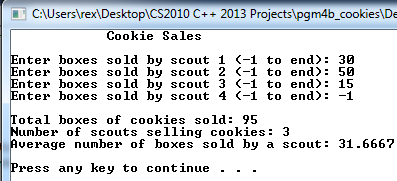 C:\Users\rex\Desktop\CS2010 C++ 2013 Projects\pgm4b_cookies\De
Cookie Sales
Enter boxes sold by scout 1 (-1 to end): 30
Enter boxes sold by scout 2 (-1 to end): 50
Enter boxes sold by scout 3 (-1 to end): 15
Enter boxes sold by scout 4 (-1 to end): -1
Total boxes of cookies sold: 95
Number of scouts selling cookies: 3
Average number of boxes sold by a scout: 31.6667
Press any key to continue . . .